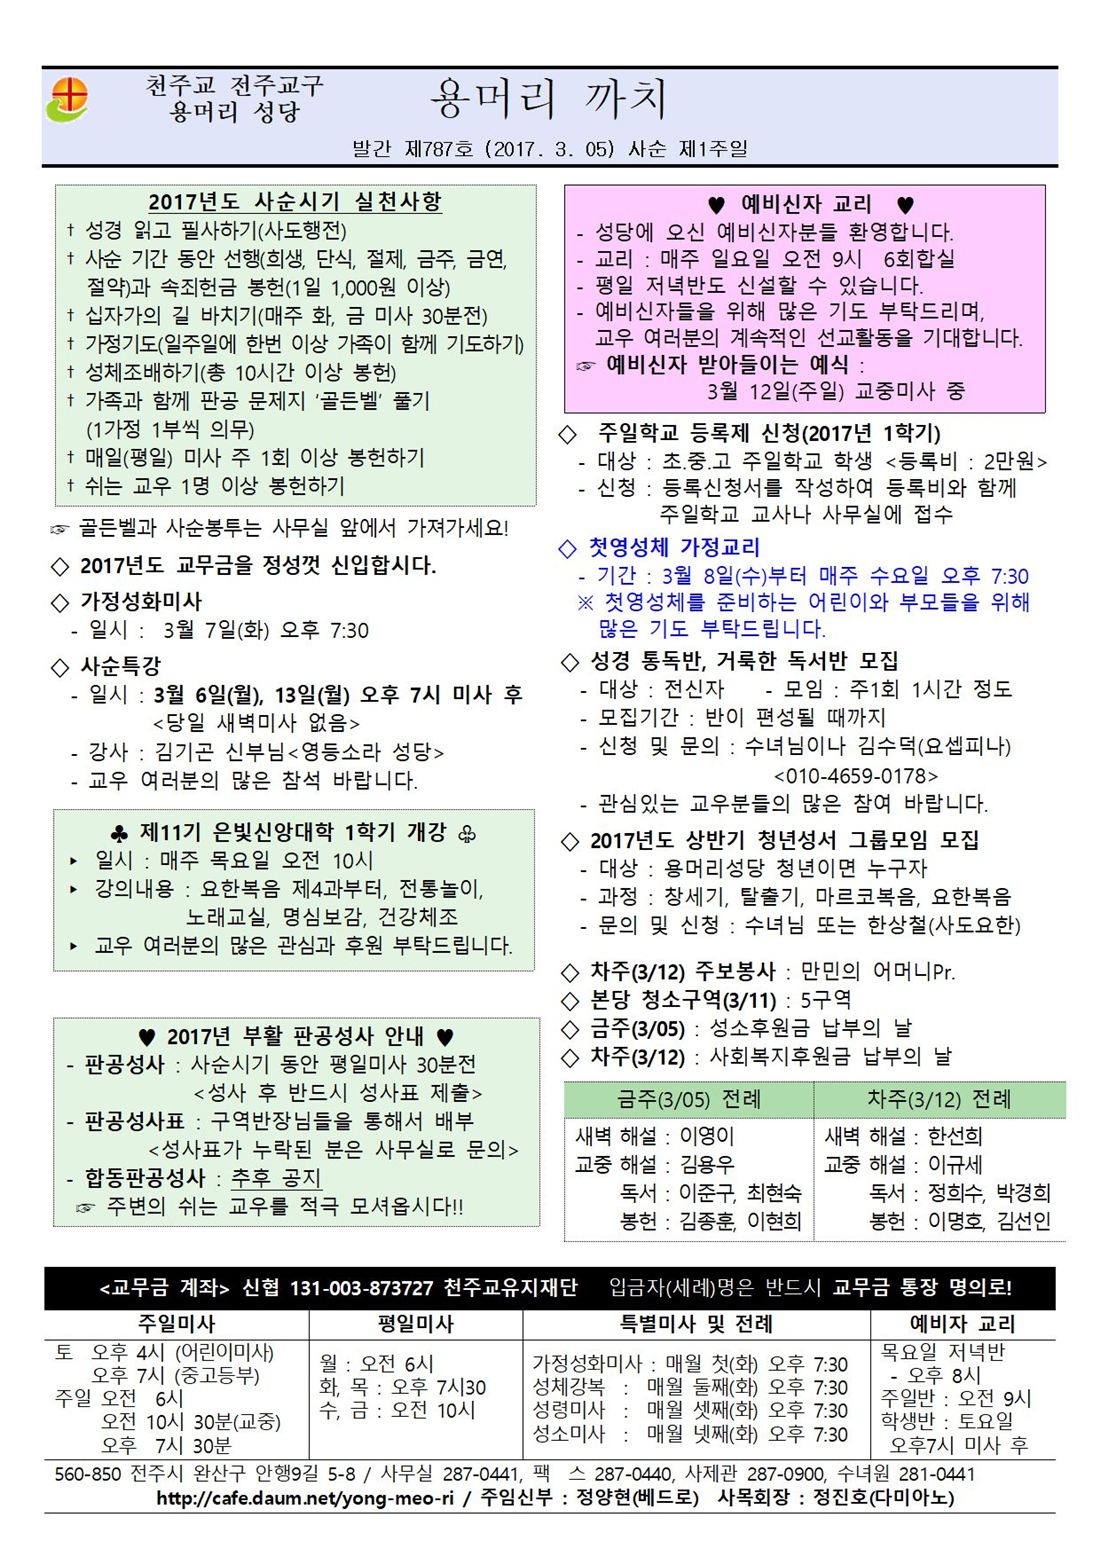 천주교 전주교구
용머리 성당
용머리 까치
발간 제787호 (2017. 3. 05) 사순 제1주일
2017년도 사순시기 실천사항
† 성경 읽고 필사하기(사도행전)
† 사순 기간 동안 선행(희생, 단식, 절제, 금주, 금연,
절약)과 속죄헌금 봉헌(1일 1,000원 이상)
† 십자가의 길 바치기(매주 화, 금 미사 30분전)
† 가정기도(일주일에 한번 이상 가족이 함께 기도하기)
† 성체조배하기(총 10시간 이상 봉헌)
† 가족과 함께 판공 문제지 ‘골든벨’ 풀기
(1가정 1부씩 의무)
† 매일(평일) 미사 주 1회 이상 봉헌하기
† 쉬는 교우 1명 이상 봉헌하기
☞ 골든벨과 사순봉투는 사무실 앞에서 가져가세요!
◇ 2017년도 교무금을 정성껏 신입합시다.
◇ 가정성화미사
- 일시 : 3월 7일(화) 오후 7:30
◇ 사순특강
- 일시 : 3월 6일(월), 13일(월) 오후 7시 미사 후
<당일 새벽미사 없음>
- 강사 : 김기곤 신부님<영등소라 성당>
- 교우 여러분의 많은 참석 바랍니다.
♣ 제11기 은빛신앙대학 1학기 개강 ♧
▸ 일시 : 매주 목요일 오전 10시
▸ 강의내용 : 요한복음 제4과부터, 전통놀이,
노래교실, 명심보감, 건강체조
▸ 교우 여러분의 많은 관심과 후원 부탁드립니다.
♥ 2017년 부활 판공성사 안내 ♥
- 판공성사 : 사순시기 동안 평일미사 30분전
<성사 후 반드시 성사표 제출>
- 판공성사표 : 구역반장님들을 통해서 배부
<성사표가 누락된 분은 사무실로 문의>
- 합동판공성사 : 추후 공지
☞ 주변의 쉬는 교우를 적극 모셔옵시다!!
♥ 예비신자 교리 ♥
- 성당에 오신 예비신자분들 환영합니다.
- 교리 : 매주 일요일 오전 9시 6회합실
- 평일 저녁반도 신설할 수 있습니다.
- 예비신자들을 위해 많은 기도 부탁드리며,
교우 여러분의 계속적인 선교활동을 기대합니다.
☞ 예비신자 받아들이는 예식 :
3월 12일(주일) 교중미사 중
◇ 주일학교 등록제 신청(2017년 1학기)
- 대상 : 초.중.고 주일학교 학생 <등록비 : 2만원>
- 신청 : 등록신청서를 작성하여 등록비와 함께
주일학교 교사나 사무실에 접수
◇ 첫영성체 가정교리
- 기간 : 3월 8일(수)부터 매주 수요일 오후 7:30
※ 첫영성체를 준비하는 어린이와 부모들을 위해
많은 기도 부탁드립니다.
◇ 성경 통독반, 거룩한 독서반 모집
- 대상 : 전신자 - 모임 : 주1회 1시간 정도
- 모집기간 : 반이 편성될 때까지
- 신청 및 문의 : 수녀님이나 김수덕(요셉피나)
<010-4659-0178>
- 관심있는 교우분들의 많은 참여 바랍니다.
◇ 2017년도 상반기 청년성서 그룹모임 모집
- 대상 : 용머리성당 청년이면 누구자
- 과정 : 창세기, 탈출기, 마르코복음, 요한복음
- 문의 및 신청 : 수녀님 또는 한상철(사도요한)
◇ 차주(3/12) 주보봉사 : 만민의 어머니Pr.
◇ 본당 청소구역(3/11) : 5구역
◇ 금주(3/05) : 성소후원금 납부의 날
◇ 차주(3/12) : 사회복지후원금 납부의 날
금주(3/05) 전례 차주(3/12) 전례
새벽 해설 : 이영이 새벽 해설 : 한선희
교중 해설 : 김용우 교중 해설 : 이규세
독서 : 이준구, 최현숙 독서 : 정희수, 박경희
봉헌 : 김종훈, 이현희 봉헌 : 이명호, 김선인
<교무금 계좌> 신협 131-003-873727 천주교유지재단 입금자(세례)명은 반드시 교무금 통장 명의로!
주일미사 평일미사 특별미사 및 전례 예비자 교리
토 오후 4시 (어린이미사)
오후 7시 (중고등부)
주일 오전 6시
오전 10시 30분(교중)
오후 7시 30분
월 : 오전 6시
화, 목 : 오후 7시30
수, 금 : 오전 10시
가정성화미사 : 매월 첫(화) 오후 7:30
성체강복 : 매월 둘째(화) 오후 7:30
성령미사 : 매월 셋째(화) 오후 7:30
성소미사 : 매월 넷째(화) 오후 7:30
목요일 저녁반
- 오후 8시
주일반 : 오전 9시
학생반 : 토요일
오후7시 미사 후
560-850 전주시 완산구 안행9길 5-8 / 사무실 287-0441, 팩 스 287-0440, 사제관 287-0900, 수녀원 281-0441
http://cafe.daum.net/yong-meo-ri / 주임신부 : 정양현(베드로) 사목회장 : 정진호(다미아노)